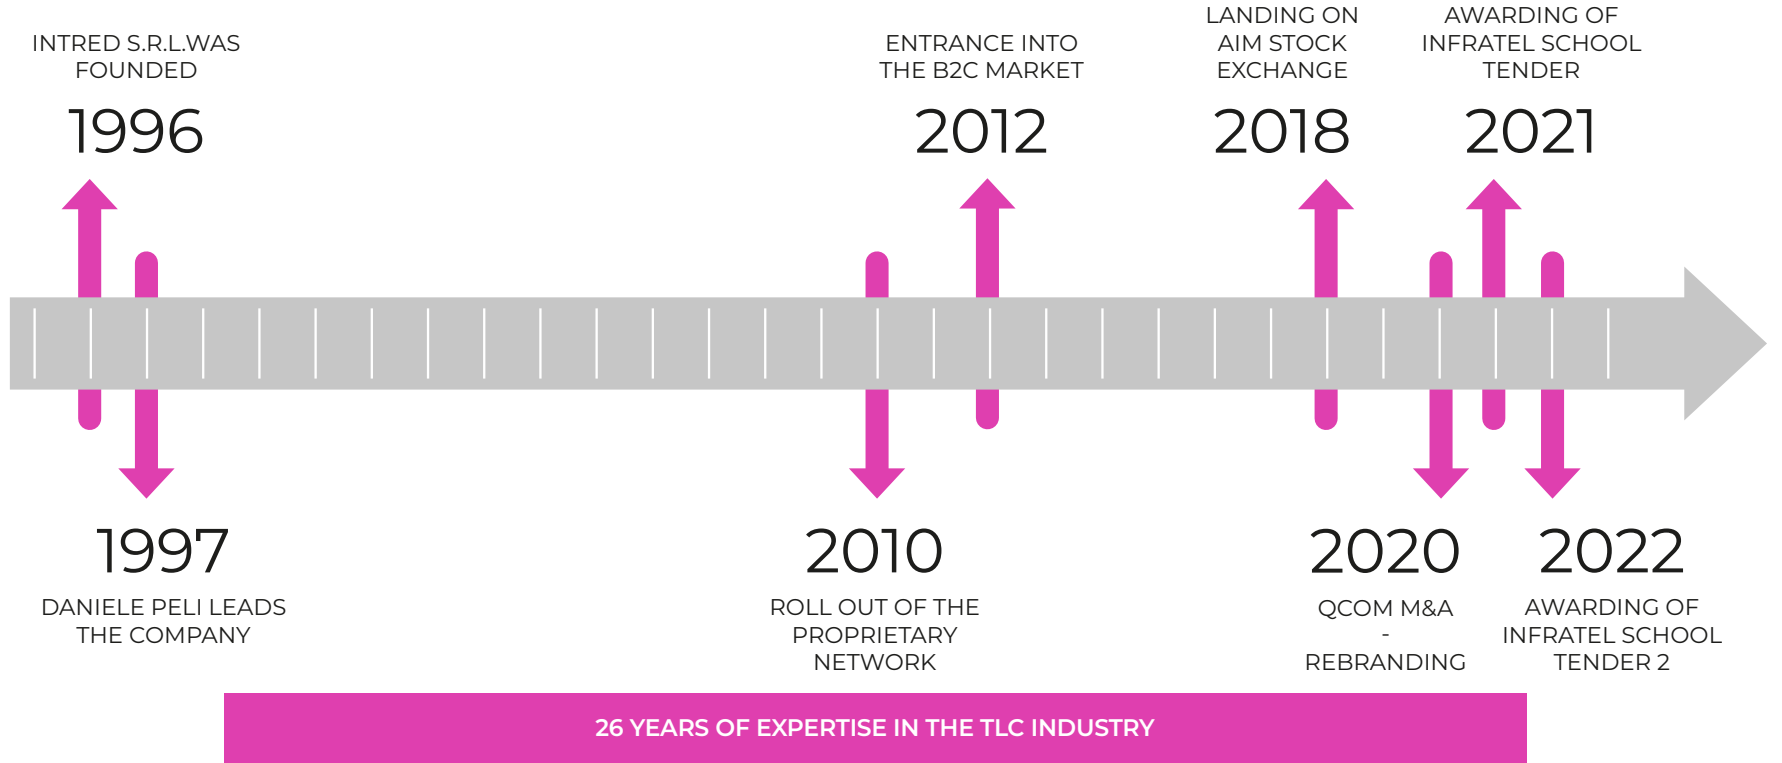 INTRED S.R.L.WAS
FOUNDED
1996
ENTRANCE INTO
THE B2C MARKET
2012
LANDING ON
AIM STOCK
EXCHANGE
2018
AWARDING OF
INFRATEL SCHOOL
TENDER
2021
1997
DANIELE PELI LEADS
THE COMPANY
2010
ROLL OUT OF THE
PROPRIETARY
NETWORK
2020
QCOM M&A
-
REBRANDING
2022
AWARDING OF
INFRATEL SCHOOL
TENDER 2
26 YEARS OF EXPERTISE IN THE TLC INDUSTRY